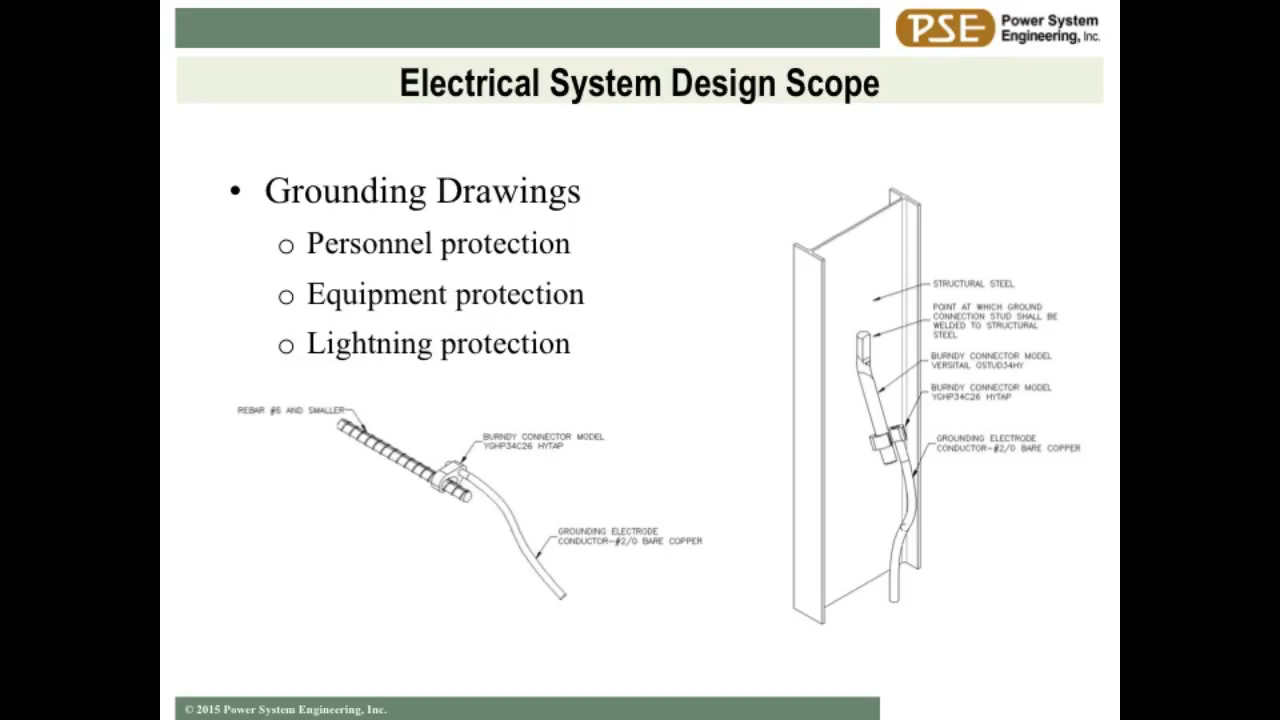 PSE Power System
Engineering, Inc.
Electrical System Design Scope
• Grounding Drawings
o Personnel protection
o Equipment protection
o Lightning protection
REBAR #6 AND SMALLER
BURNDY CONNECTOR MODEL
YGHP34C26 HYTAP
GROUNDING ELECTRODE
CONDUCTOR-#2/0 BARE COPPER
STRUCTURAL STEEL
POINT AT WHICH GROUND
CONNECTION STUD SHALL BE
WELDED TO STRUCTURAL
STEEL
BURNDY CONNECTOR MODEL
VERSITAIL GSTUD34HY
BURNDY CONNECTOR MODEL
YGHP34C26 HYTAP
GROUNDING ELECTRODE
CONDUCTOR-#2/0 BARE COPPER
© 2015 Power System Engineering, Inc.